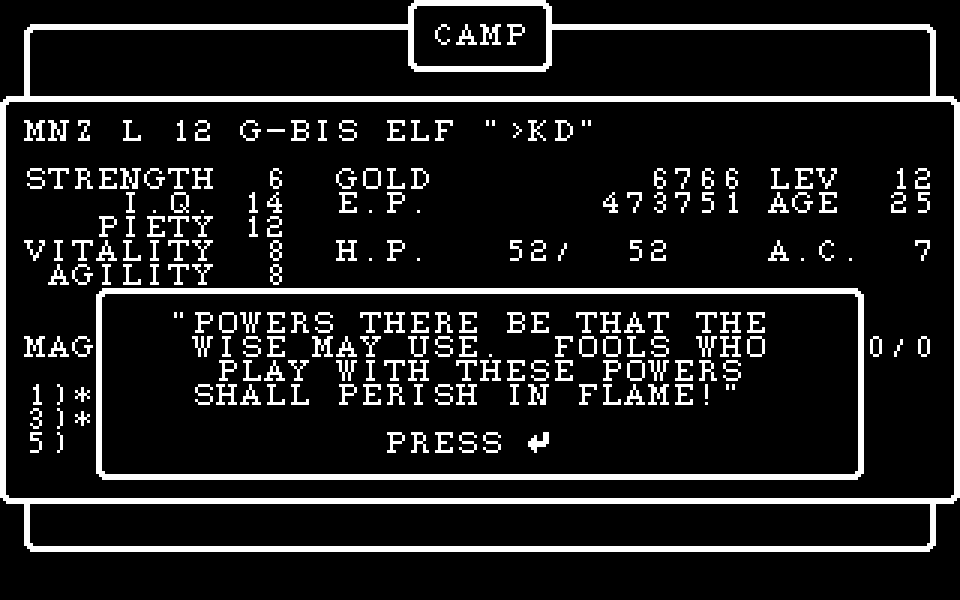 CAMP
MNZ L 12 G-BIS ELF ">KD"
STRENGTH 6 GOLD 6766 LEV 12
I.Q. 14 E.P. 473751 AGE 25
PIETY 12
VITALITY 8 H.P. 52/ 52 A.C. 7
AGILITY 8
"POWERS THERE BE THAT THE
MAG WISE MAY USE. FOOLS WHO 0/0
PLAY WITH THESE POWERS
1)* SHALL PERISH IN FLAME!"
3)*
5) PRESS ↵